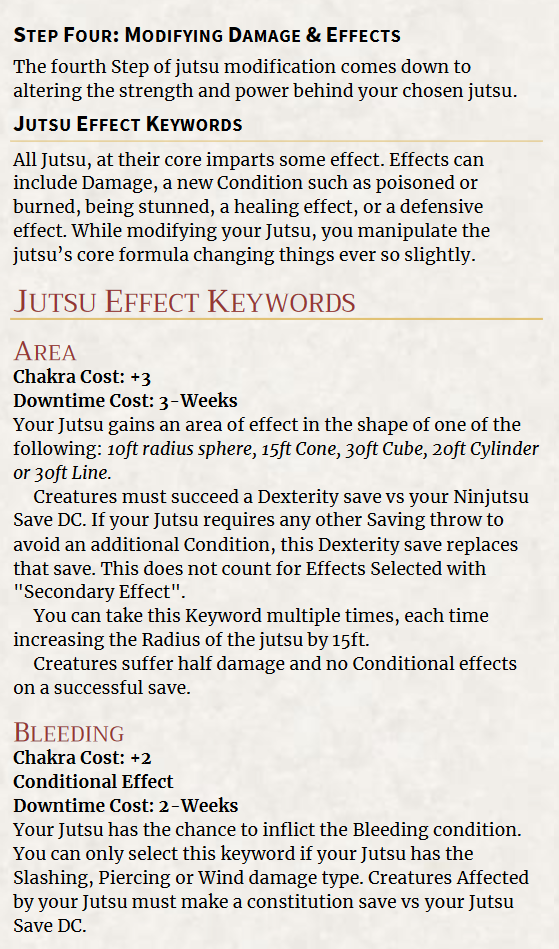 STEP FOUR: MODIFYING DAMAGE & EFFECTS
The fourth Step of jutsu modification comes down to
altering the strength and power behind your chosen jutsu.
JUTSU EFFECT KEYWORDS
All Jutsu, at their core imparts some effect. Effects can
include Damage, a new Condition such as poisoned or
burned, being stunned, a healing effect, or a defensive
effect. While modifying your Jutsu, you manipulate the
jutsu's core formula changing things ever so slightly.
JUTSU EFFECT KEYWORDS
AREA
Chakra Cost: +3
Downtime Cost: 3-Weeks
Your Jutsu gains an area of effect in the shape of one of the
following: 10ft radius sphere, 15ft Cone, 30ft Cube, 20ft Cylinder
or 30ft Line.
Creatures must succeed a Dexterity save vs your Ninjutsu
Save DC. If your Jutsu requires any other Saving throw to
avoid an additional Condition, this Dexterity save replaces
that save. This does not count for Effects Selected with
"Secondary Effect".
You can take this Keyword multiple times, each time
increasing the Radius of the jutsu by 15ft.
Creatures suffer half damage and no Conditional effects
on a successful save.
BLEEDING
Chakra Cost: +2
Conditional Effect
Downtime Cost: 2-Weeks
Your Jutsu has the chance to inflict the Bleeding condition.
You can only select this keyword if your Jutsu has the
Slashing, Piercing or Wind damage type. Creatures Affected
by your Jutsu must make a constitution save vs your Jutsu
Save DC.